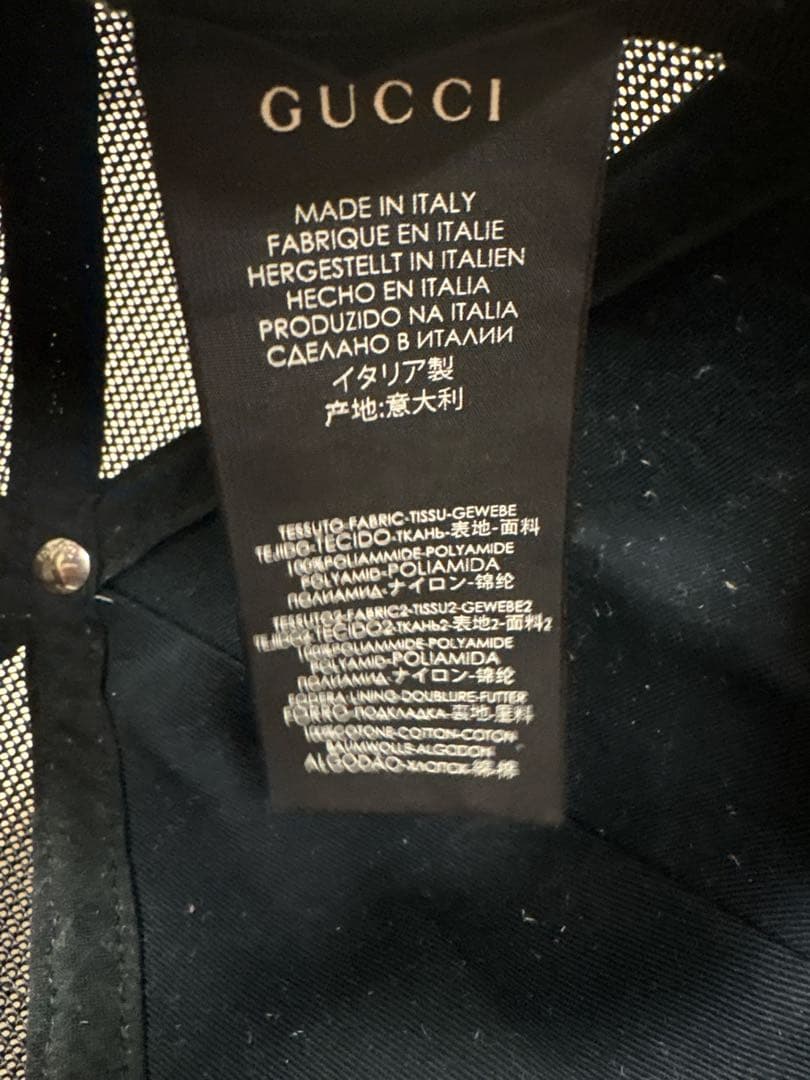 GUCCI
MADE IN ITALY
FABRIQUE EN ITALIE
HERGESTELLT IN ITALIEN
HECHO EN ITALIA
PRODUZIDO NA ITALIA
СДЕЛАНО В ИТАЛИИ
イタリア製
产地:意大利
TESSUTO-FABRIC-TISSU-GEWEBE
TEJIDO-TECIDO-ТКАНЬ-表地-面料
100%POLIAMMIDE-POLYAMIDE
POLYAMID-POLIAMIDA
ПОЛИАМИД-ナイロン-锦纶
TESSUTO2-FABRIC2-TISSU2-GEWEBE2
TEJIDO2-TECIDO2-ТКАНЬ2-表地2-面料2
100%POLIAMMIDE-POLYAMIDE
POLYAMID-POLIAMIDA
ПОЛИАМИД-ナイロン-锦纶
FODERA-LINING-DOUBLURE-FUTTER
FORRO-ПОДКЛАДКА-裏地-里料
100%COTONE-COTTON-COTON
BAUMWOLLE-ALGODON
ALGODAO-ХЛОПОК-綿-棉